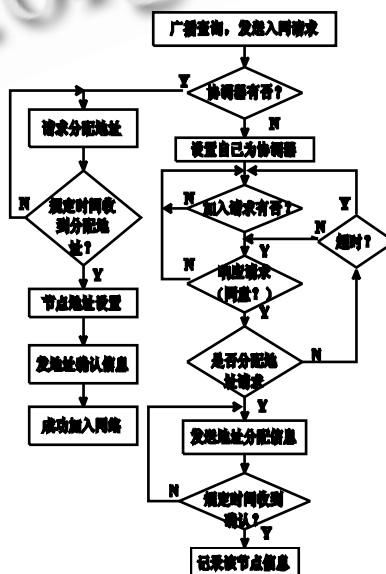 广播查询，发送入网请求
Y
协调器有否？
N
请求分配地址
设置自己为协调器
N
规定时间收
到分配地
址？
Y
节点地址设置
发地址确认信息
成功加入网络
N
加入请求有否？
Y
N
响应请求
（同意？）
Y
Y
N
超时？
是否分配地
址请求
N
Y
发送地址分配信息
N
规定时间收到
确认？
Y
记录该节点信息